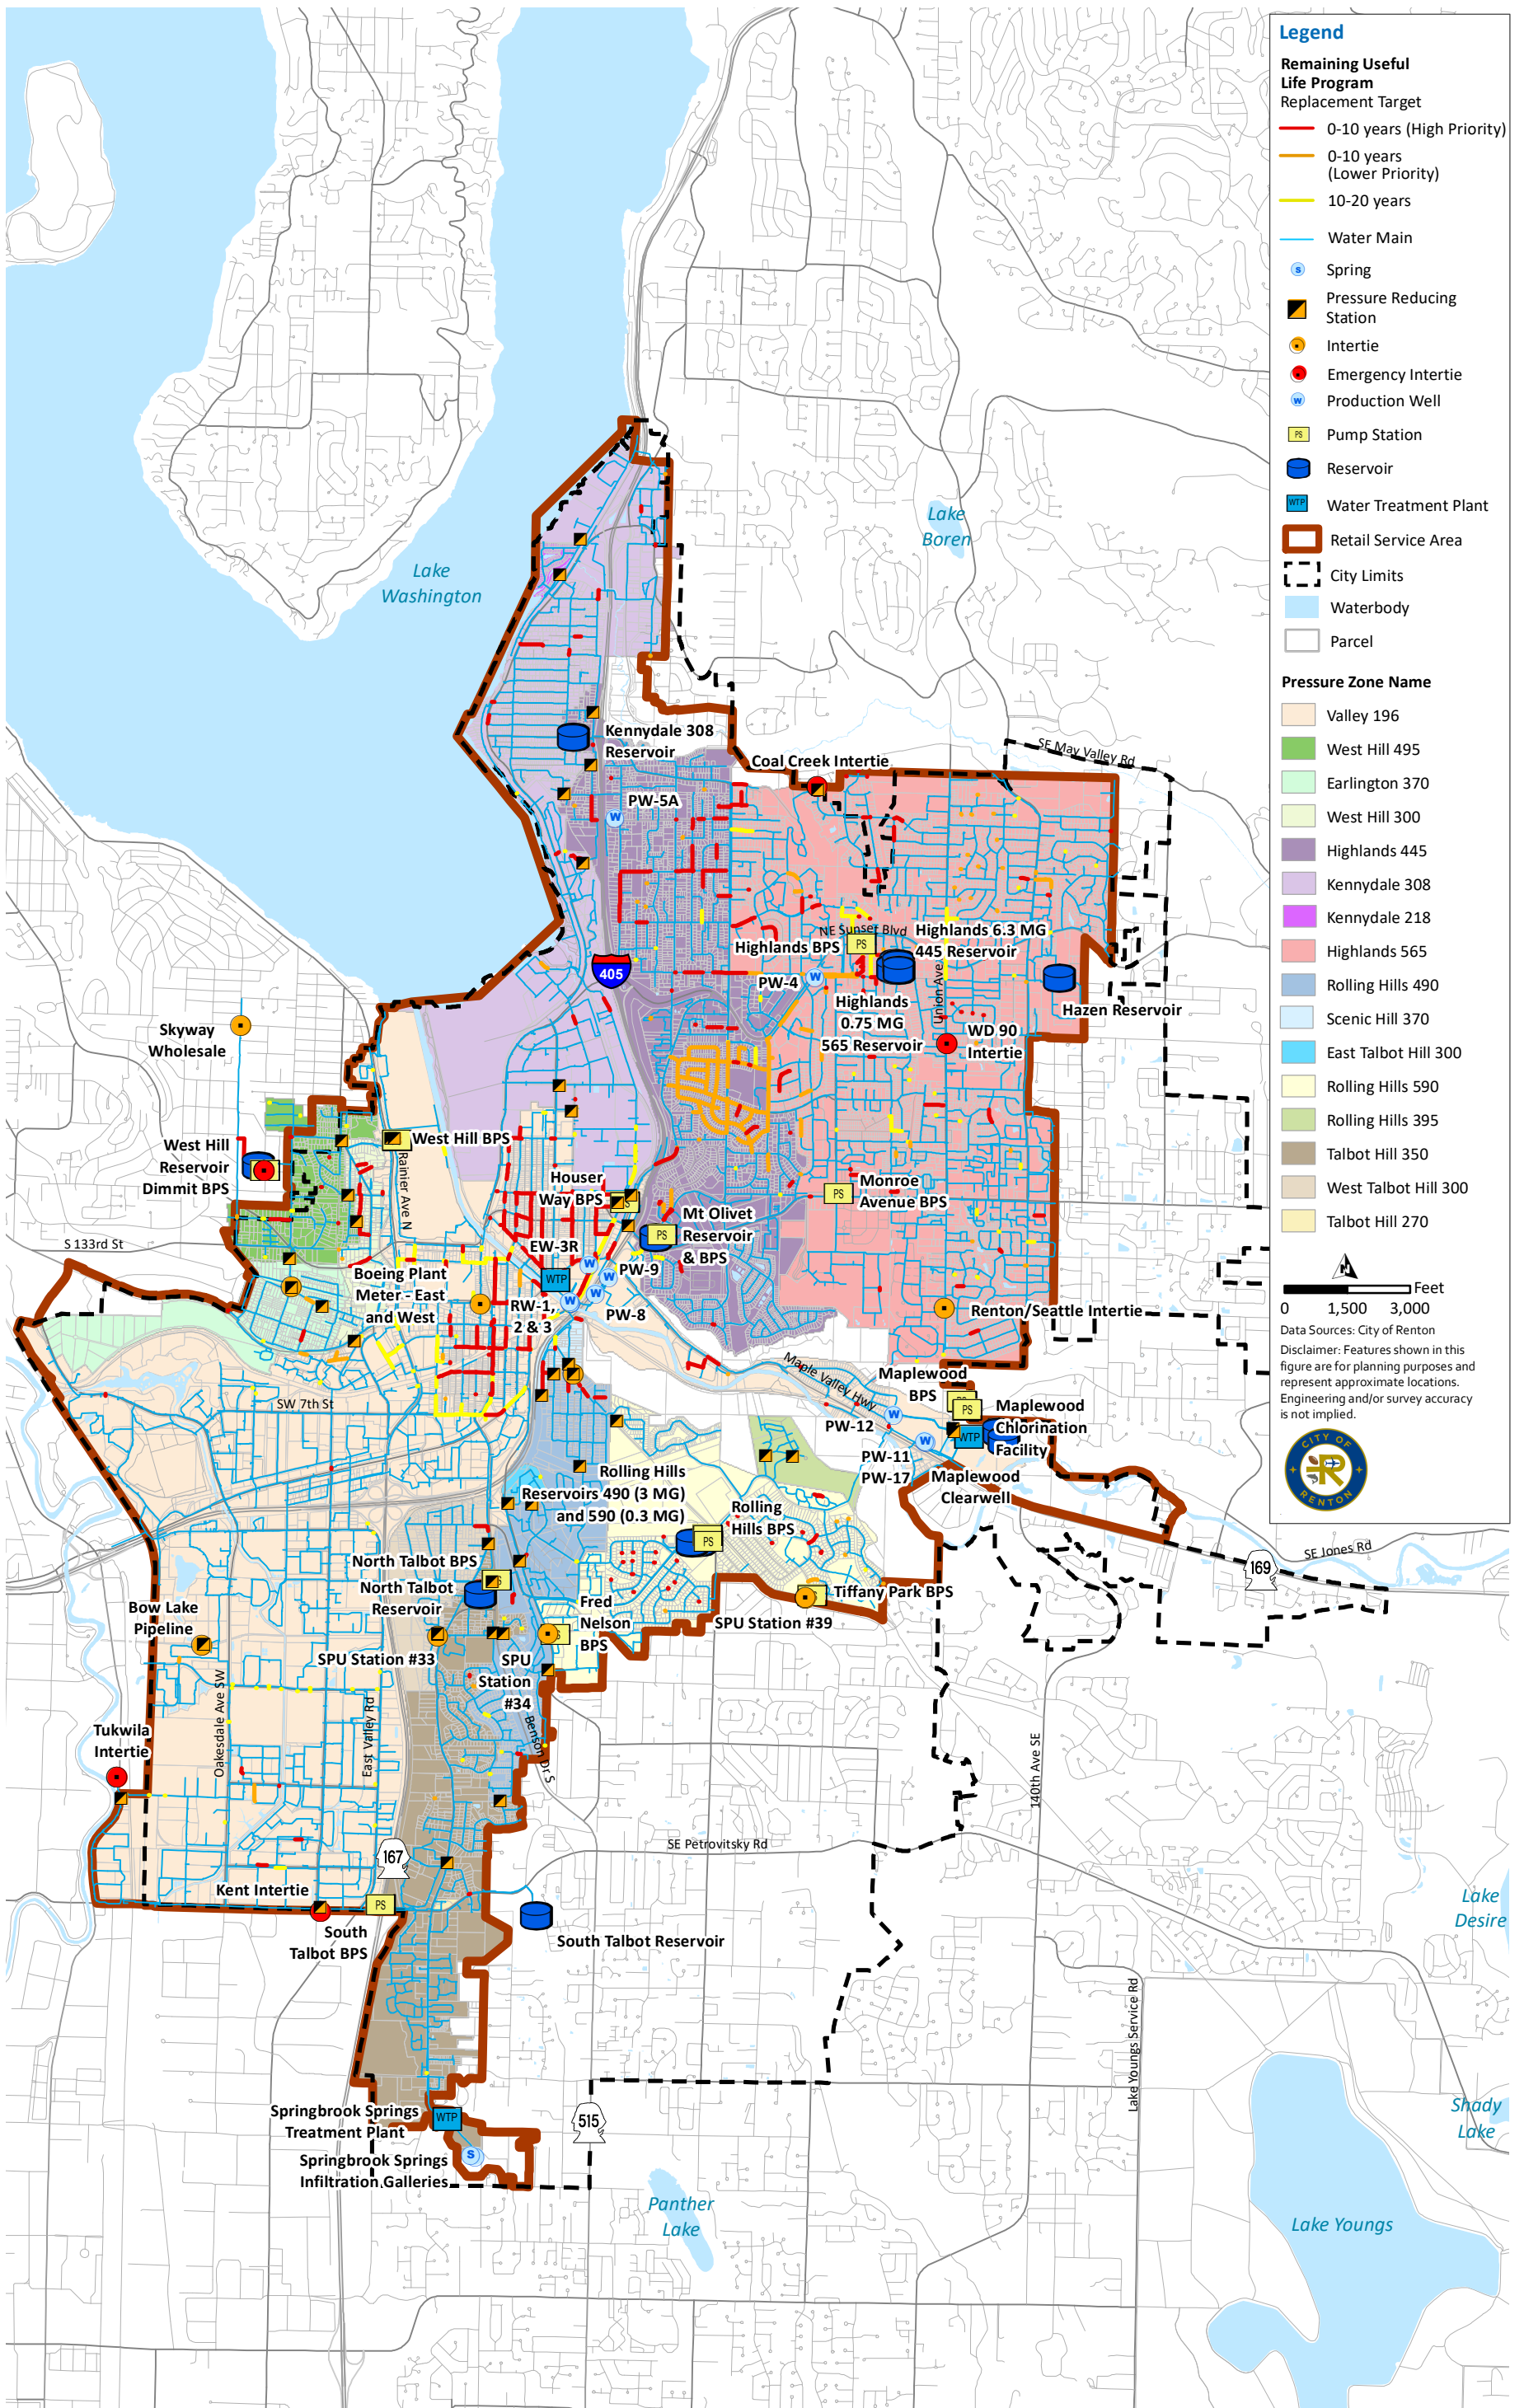 Legend
Remaining Useful
Life Program
Replacement Target
0-10 years (High Priority)
0-10 years
(Lower Priority)
10-20 years
Water Main
S
Spring
Pressure Reducing
Station
Intertie
Emergency Intertie
W
Production Well
PS
Pump Station
Reservoir
WTP
Water Treatment Plant
Retail Service Area
City Limits
Waterbody
Parcel
Pressure Zone Name
Valley 196
West Hill 495
Earlington 370
West Hill 300
Highlands 445
Kennydale 308
Kennydale 218
Highlands 565
Rolling Hills 490
Scenic Hill 370
East Talbot Hill 300
Rolling Hills 590
Rolling Hills 395
Talbot Hill 350
West Talbot Hill 300
Talbot Hill 270
N
Feet
0 1,500 3,000
Data Sources: City of Renton
Disclaimer: Features shown in this
figure are for planning purposes and
represent approximate locations.
Engineering and/or survey accuracy
is not implied.
CITY OF
R
RENTON
Lake
Boren
Lake
Washington
Kennydale 308
Reservoir
Coal Creek Intertie
SE May Valley Rd
PW-5A
W
NE Sunset Blvd
Highlands 6.3 MG
445 Reservoir
Highlands BPS
PS
405
PW-4
W
Highlands
0.75 MG
565 Reservoir
Union Ave
Hazen Reservoir
WD 90
Intertie
Skyway
Wholesale
West Hill
Reservoir
Dimmit BPS
West Hill BPS
Rainier Ave N
Houser
Way BPS
S
Monroe
Avenue BPS
PS
Mt Olivet
Reservoir
& BPS
PS
S 133rd St
EW-3R
WTP
W
PW-9
W
W
W
PW-8
RW-1,
2 & 3
Boeing Plant
Meter - East
and West
Renton/Seattle Intertie
Maple Valley Hwy
Maplewood
BPS
PS
PS
SW 7th St
PW-12
W
Maplewood
Chlorination
Facility
WTP
PW-11
PW-17
W
Maplewood
Clearwell
Rolling Hills
Reservoirs 490 (3 MG)
and 590 (0.3 MG)
Rolling
Hills BPS
PS
SE Jones Rd
169
North Talbot BPS
S
North Talbot
Reservoir
Tiffany Park BPS
S
Bow Lake
Pipeline
Fred
Nelson
BPS
S
SPU Station #39
SPU Station #33
SPU
Station
#34
Oakesdale Ave SW
East Valley Rd
Benson Dr S
Tukwila
Intertie
140th Ave SE
SE Petrovitsky Rd
167
Kent Intertie
PS
South
Talbot BPS
South Talbot Reservoir
Lake
Desire
Lake Youngs Service Rd
Springbrook Springs
Treatment Plant
WTP
515
Shady
Lake
Springbrook Springs
Infiltration Galleries
S
Panther
Lake
Lake Youngs